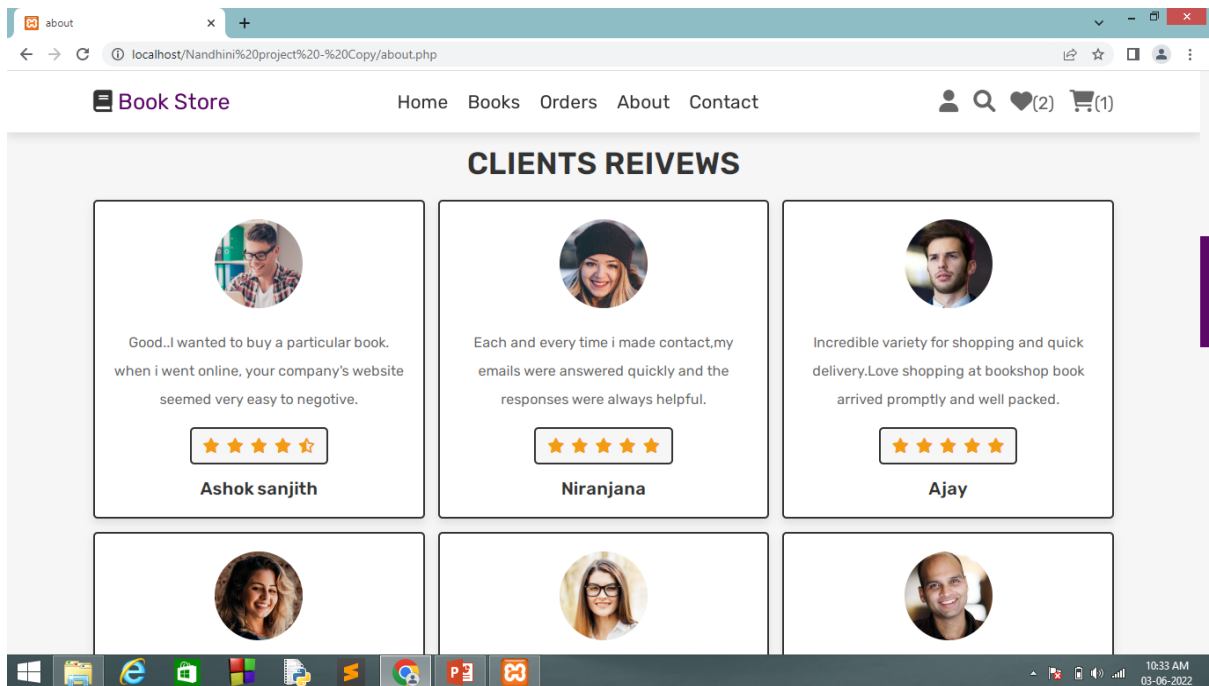 about
localhost/Nandhini%20project%20-%20Copy/about.php
Book Store
Home Books Orders About Contact
(2) (1)
CLIENTS REIVEWS
Good..I wanted to buy a particular book.
when i went online, your company's website
seemed very easy to negotive.
Ashok sanjith
Each and every time i made contact,my
emails were answered quickly and the
responses were always helpful.
Niranjana
Incredible variety for shopping and quick
delivery.Love shopping at bookshop book
arrived promptly and well packed.
Ajay
10:33 AM
03-06-2022